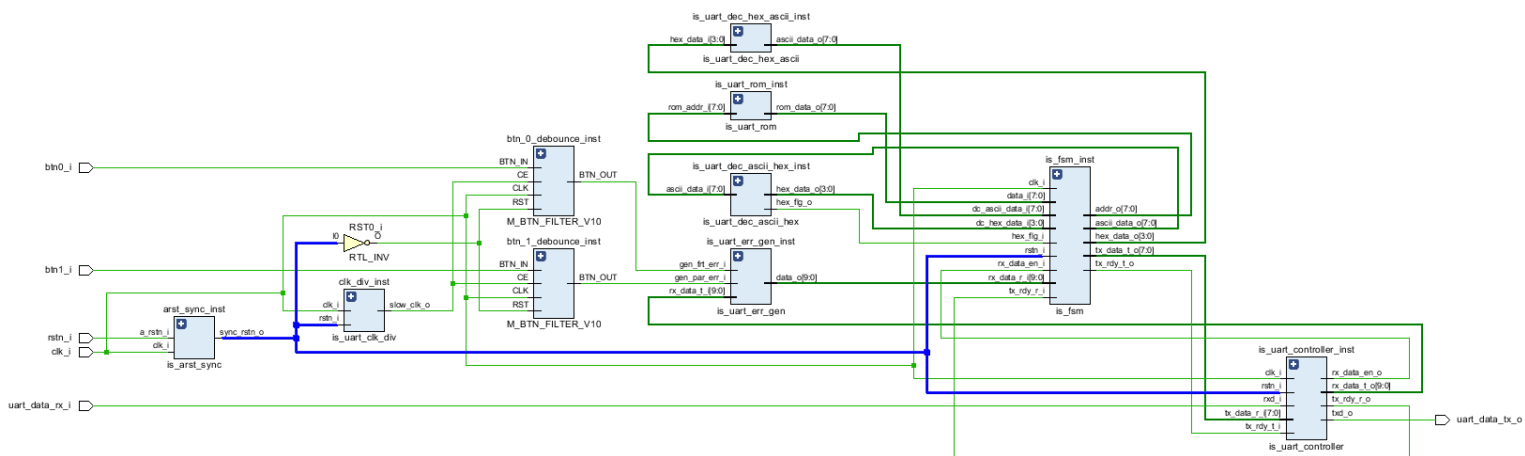 is_uart_dec_hex_ascii_inst
hex_data_i[3:0]
ascii_data_o[7:0]
is_uart_dec_hex_ascii
is_uart_rom_inst
rom_addr_i[7:0]
rom_data_o[7:0]
is_uart_rom
btn_0_debounce_inst
btn0_i
BTN_IN
CE
CLK
RST
BTN_OUT
M_BTN_FILTER_V10
is_uart_dec_ascii_hex_inst
ascii_data_i[7:0]
hex_data_o[3:0]
hex_flg_o
is_uart_dec_ascii_hex
is_fsm_inst
clk_i
data_i[7:0]
dc_ascii_data_i[7:0]
dc_hex_data_i[3:0]
hex_flg_i
rstn_i
rx_data_en_i
rx_data_r_i[9:0]
tx_rdy_r_i
addr_o[7:0]
ascii_data_o[7:0]
hex_data_o[3:0]
tx_data_t_o[7:0]
tx_rdy_t_o
is_fsm
RST0_i
I0
O
RTL_INV
btn_1_debounce_inst
btn1_i
BTN_IN
CE
CLK
RST
BTN_OUT
M_BTN_FILTER_V10
is_uart_err_gen_inst
gen_frt_err_i
gen_par_err_i
rx_data_t_i[9:0]
data_o[9:0]
is_uart_err_gen
clk_div_inst
clk_i
rstn_i
slow_clk_o
is_uart_clk_div
arst_sync_inst
rstn_i
clk_i
a_rstn_i
clk_i
sync_rstn_o
is_arst_sync
is_uart_controller_inst
clk_i
rstn_i
rxd_i
tx_data_r_i[7:0]
tx_rdy_t_i
rx_data_en_o
rx_data_t_o[9:0]
tx_rdy_r_o
txd_o
is_uart_controller
uart_data_rx_i
uart_data_tx_o